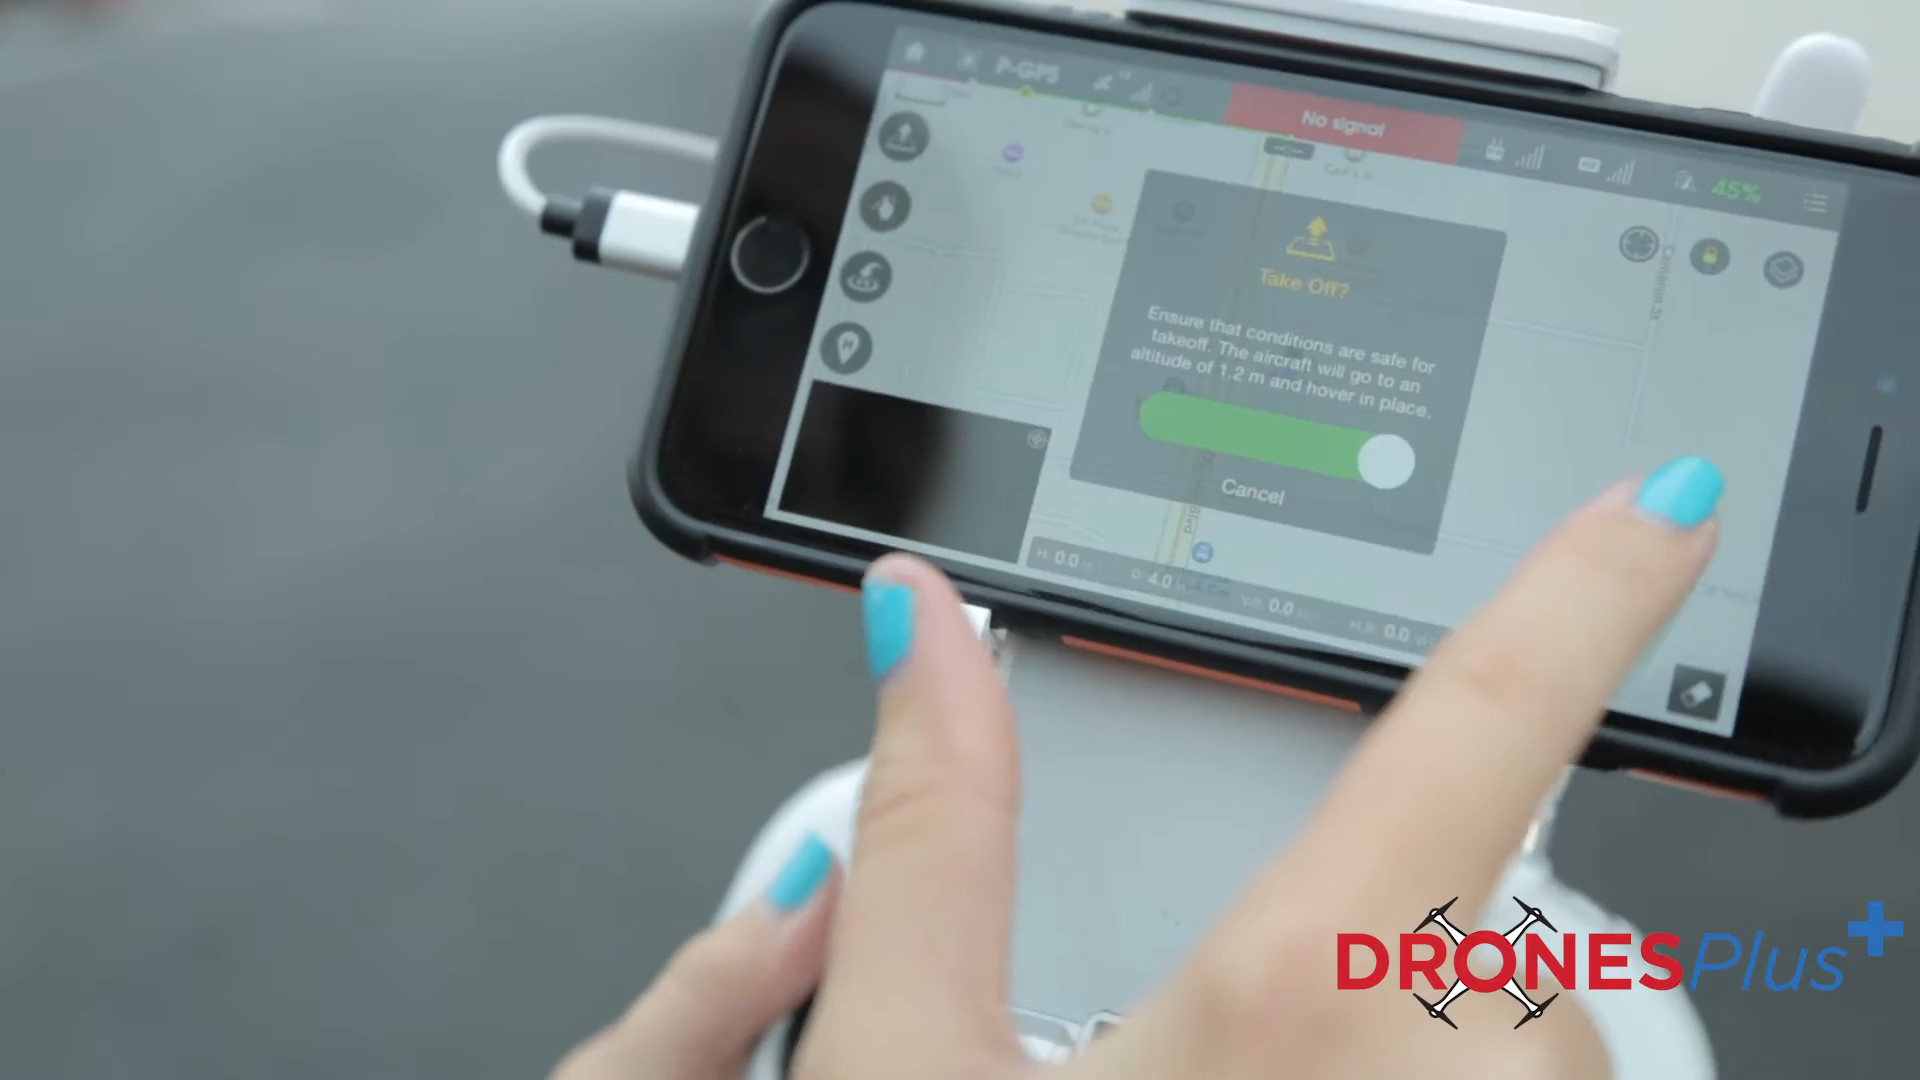 P-GPS
No signal
45%
Take Off?
Ensure that conditions are safe for
takeoff. The aircraft will go to an
altitude of 1.2 m and hover in place.
Cancel
Blvd
H: 0.0
D: 4.0
V.S: 0.0
H.S: 0.0
DRONESPlus+